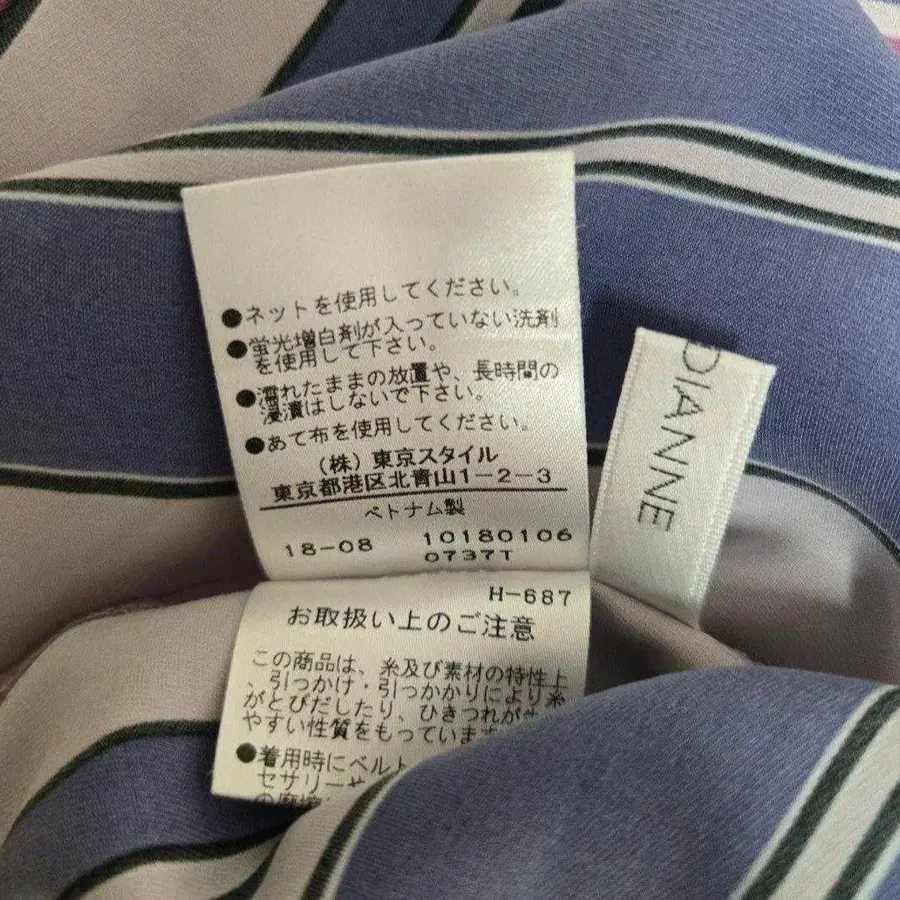 ●ネットを使用してください。
●蛍光増白剤が入っていない洗剤
を使用して下さい。
●濡れたままの放置や、長時間の
浸漬はしないで下さい。
●あて布を使用してください。
(株)東京スタイル
東京都港区北青山1-2-3
ベトナム製
18-08 10180106
0737T
DIANNE
H-687
お取扱い上のご注意
この商品は、糸及び素材の特性上
、引っかけ・引っかかりにより糸
がとびだしたり、ひきつれが生
やすい性質をもっています
●着用時にベルト
セサリーや
の摩擦